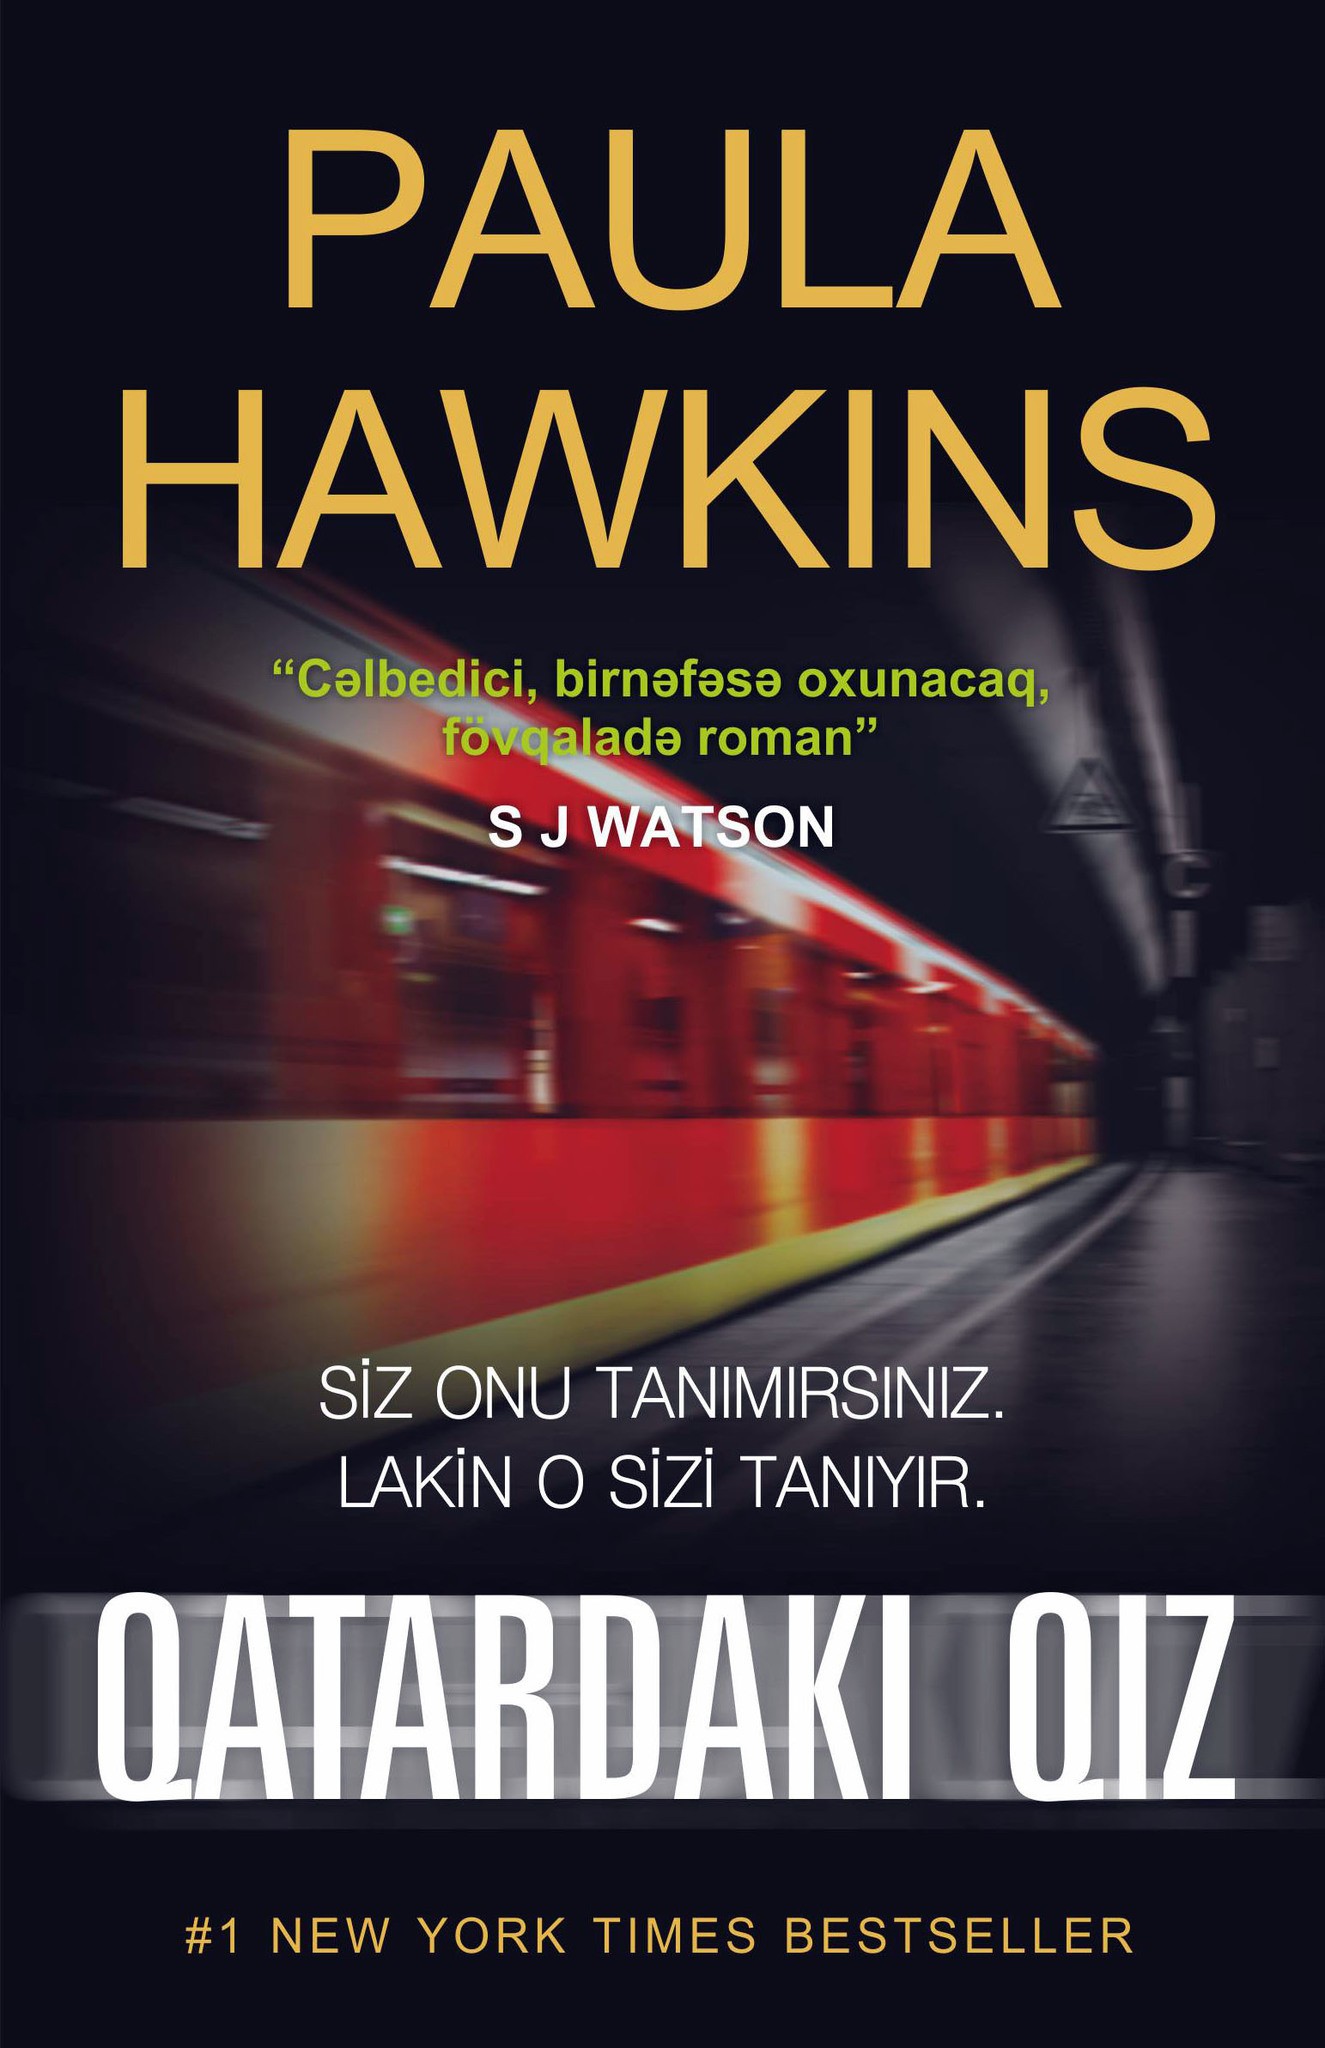 PAULA
HAWKINS
“Cəlbedici, birnəfəsə oxunacaq,
fövqaladə roman”
S J WATSON
SİZ ONU TANIMIRSINIZ.
LAKİN O SİZİ TANIYIR.
QATARDAKI QIZ
#1 NEW YORK TIMES BESTSELLER